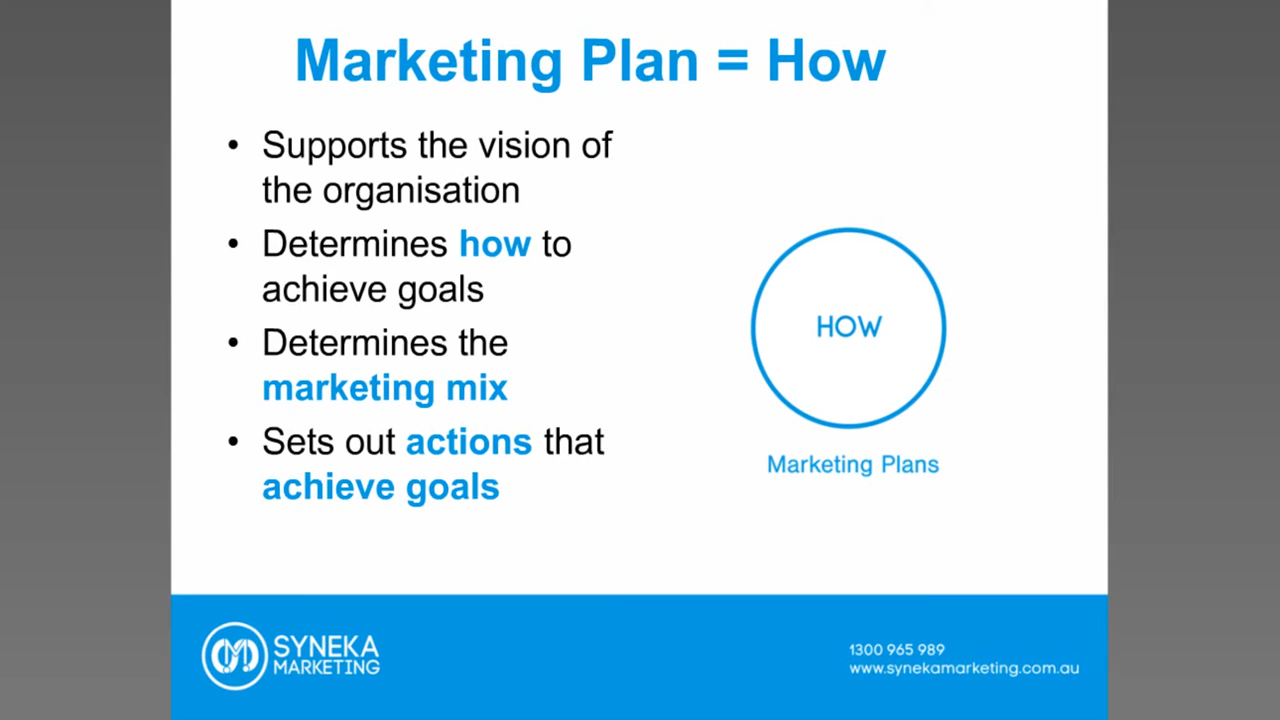 Marketing Plan = How
• Supports the vision of
the organisation
• Determines how to
achieve goals
• Determines the
marketing mix
• Sets out actions that
achieve goals
HOW
Marketing Plans
SYNEKA
MARKETING
1300 965 989
www.synekamarketing.com.au